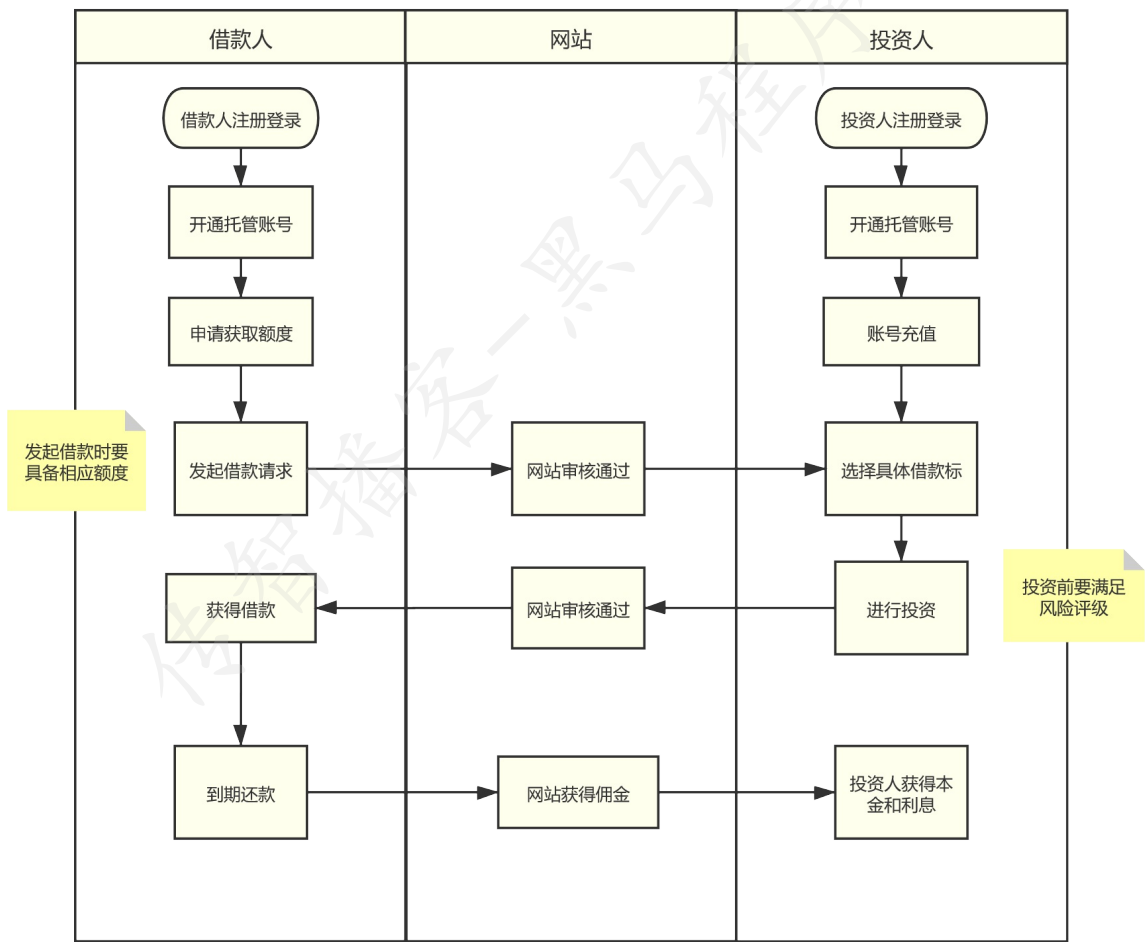 借款人
网站
投资人
借款人注册登录
投资人注册登录
开通托管账号
开通托管账号
申请获取额度
账号充值
发起借款时要
具备相应额度
发起借款请求
网站审核通过
选择具体借款标
获得借款
网站审核通过
进行投资
投资前要满足
风险评级
到期还款
网站获得佣金
投资人获得本
金和利息
传智播客-黑马程序